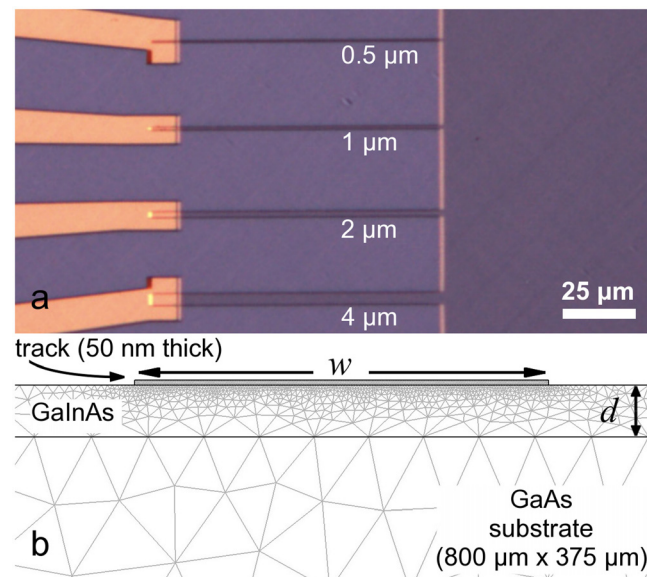 0.5 μm
1 μm
2 μm
4 μm
25 μm
a
track (50 nm thick)
w
GaInAs
d
GaAs
substrate
(800 μm x 375 μm)
b